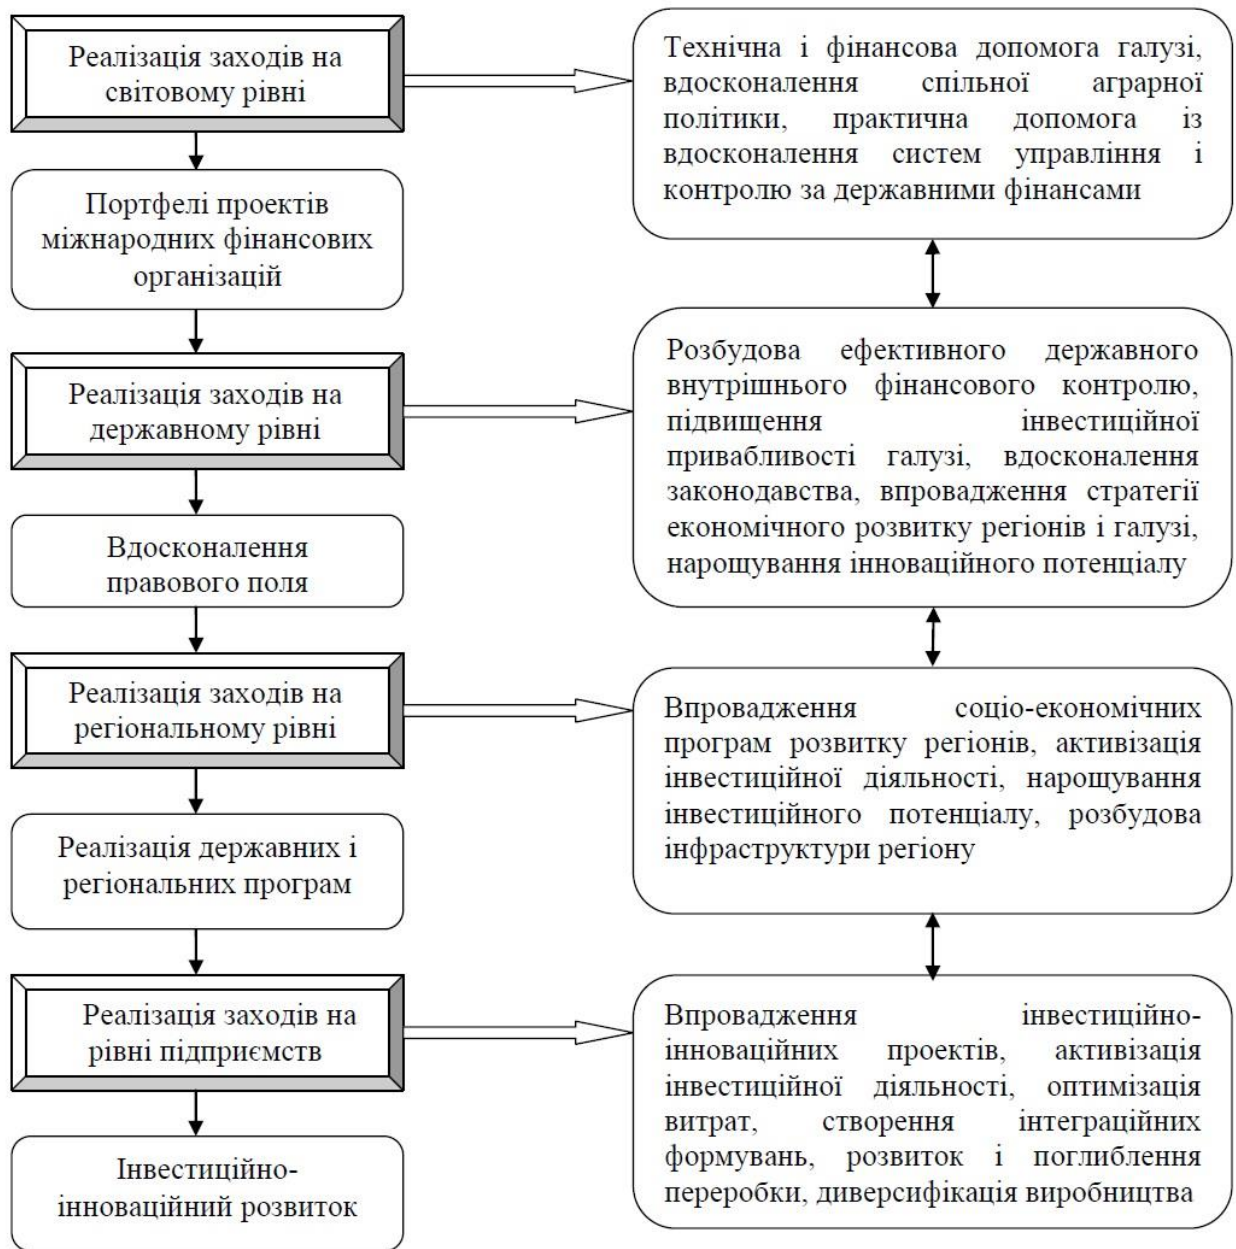 Реалізація заходів на
світовому рівні
Технічна і фінансова допомога галузі,
вдосконалення спільної аграрної
політики, практична допомога із
вдосконалення систем управління і
контролю за державними фінансами
Портфелі проектів
міжнародних фінансових
організацій
Реалізація заходів на
державному рівні
Розбудова ефективного державного
внутрішнього фінансового контролю,
підвищення інвестиційної
привабливості галузі, вдосконалення
законодавства, впровадження стратегії
економічного розвитку регіонів і галузі,
нарощування інноваційного потенціалу
Вдосконалення
правового поля
Реалізація заходів на
регіональному рівні
Впровадження соціо-економічних
програм розвитку регіонів, активізація
інвестиційної діяльності, нарощування
інвестиційного потенціалу, розбудова
інфраструктури регіону
Реалізація державних і
регіональних програм
Реалізація заходів на
рівні підприємств
Впровадження інвестиційно-
інноваційних проектів, активізація
інвестиційної діяльності, оптимізація
витрат, створення інтеграційних
формувань, розвиток і поглиблення
переробки, диверсифікація виробництва
Інвестиційно-
інноваційний розвиток